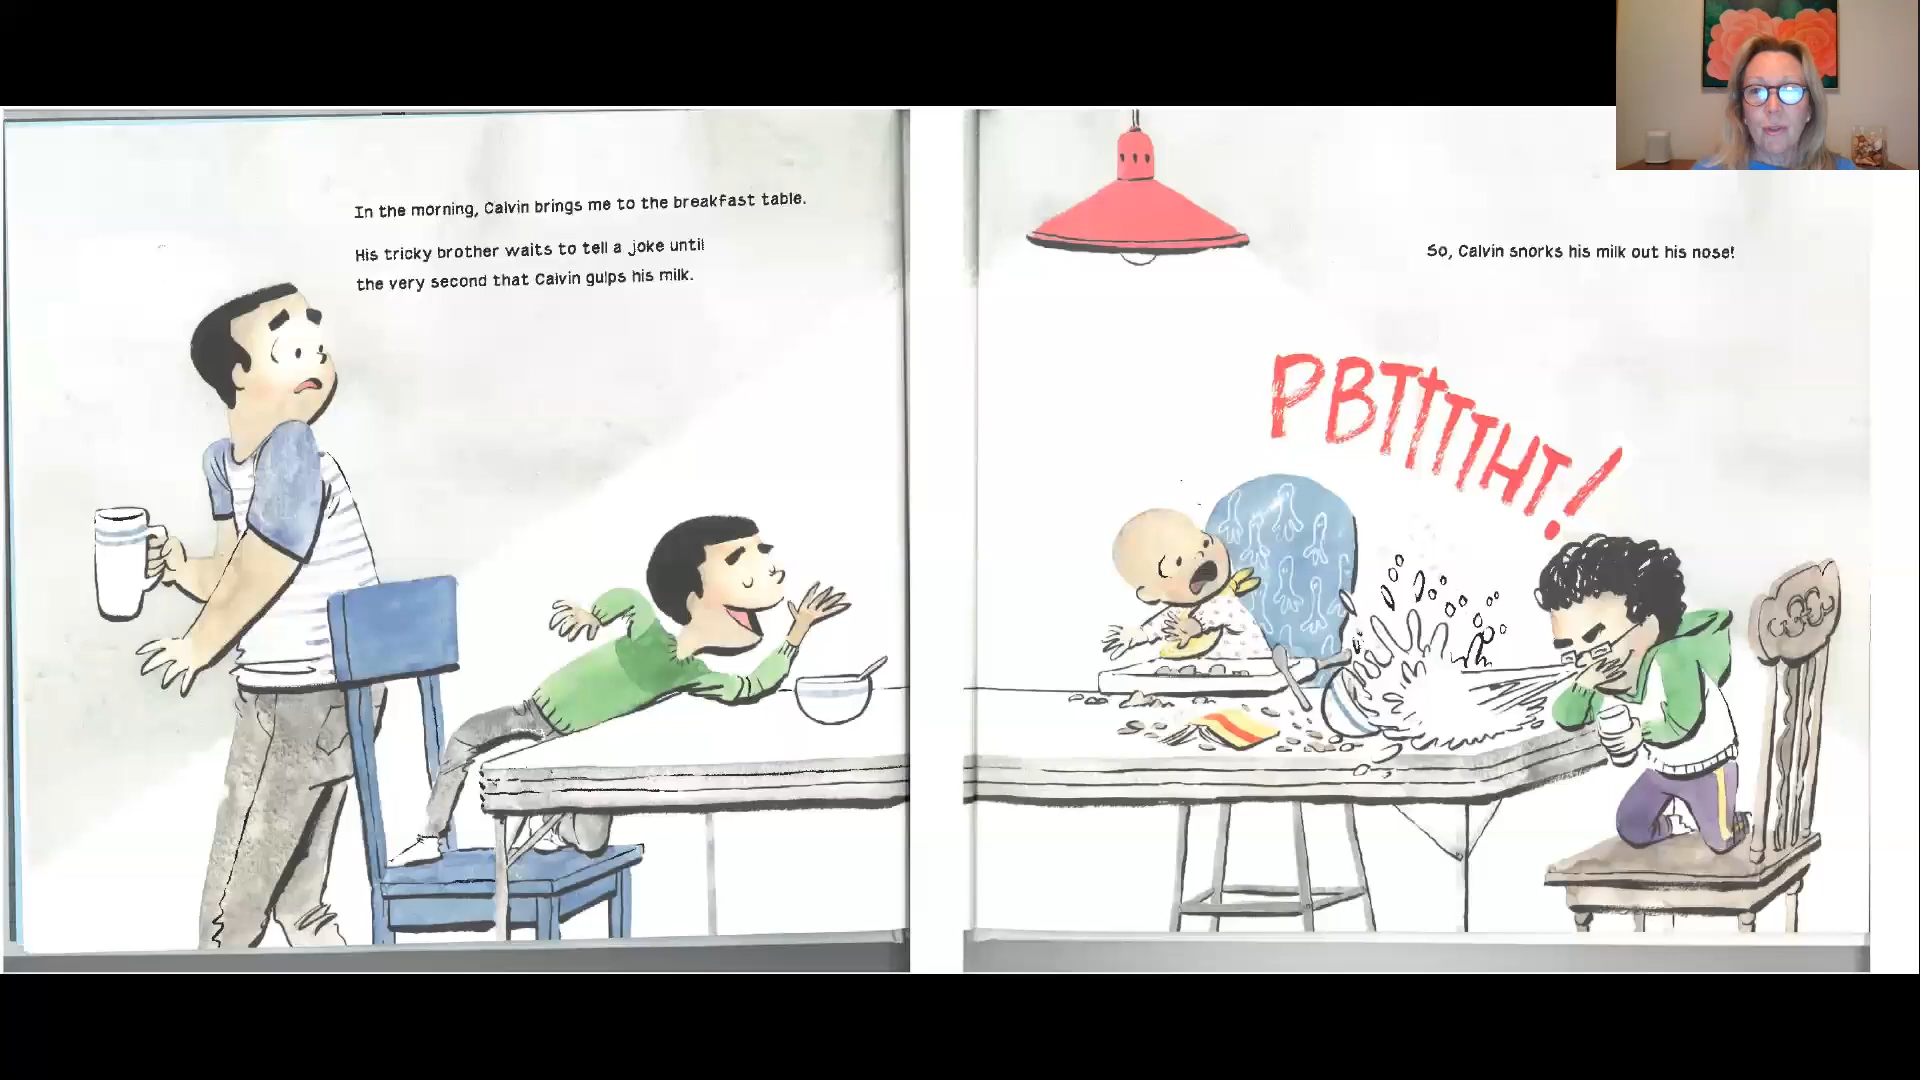 In the morning, Calvin brings me to the breakfast table.
His tricky brother waits to tell a joke until
the very second that Calvin gulps his milk.
So, Calvin snorks his milk out his nose!
PBTTTTTHT!